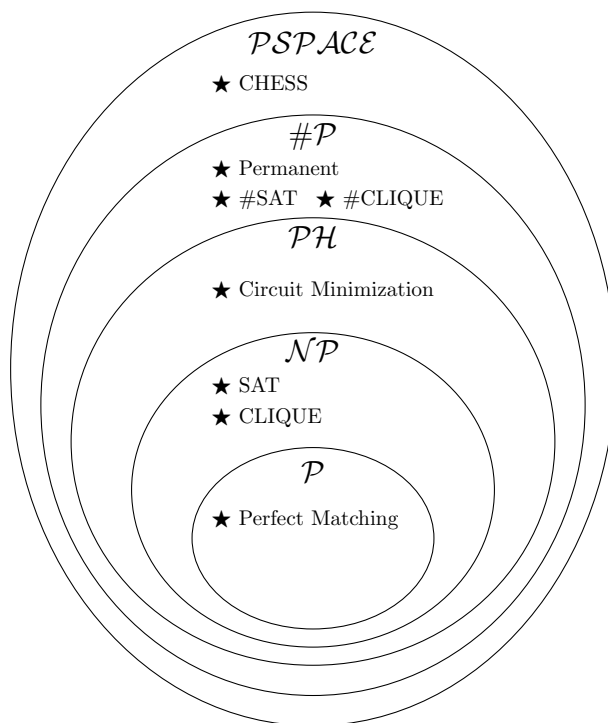 PSPACE
★ CHESS
#P
★ Permanent
★ #SAT ★ #CLIQUE
PH
★ Circuit Minimization
NP
★ SAT
★ CLIQUE
P
★ Perfect Matching